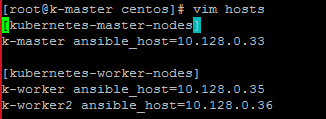 [root@k-master centos]# vim hosts
[kubernetes-master-nodes]
k-master ansible_host=10.128.0.33
[kubernetes-worker-nodes]
k-worker ansible_host=10.128.0.35
k-worker2 ansible_host=10.128.0.36